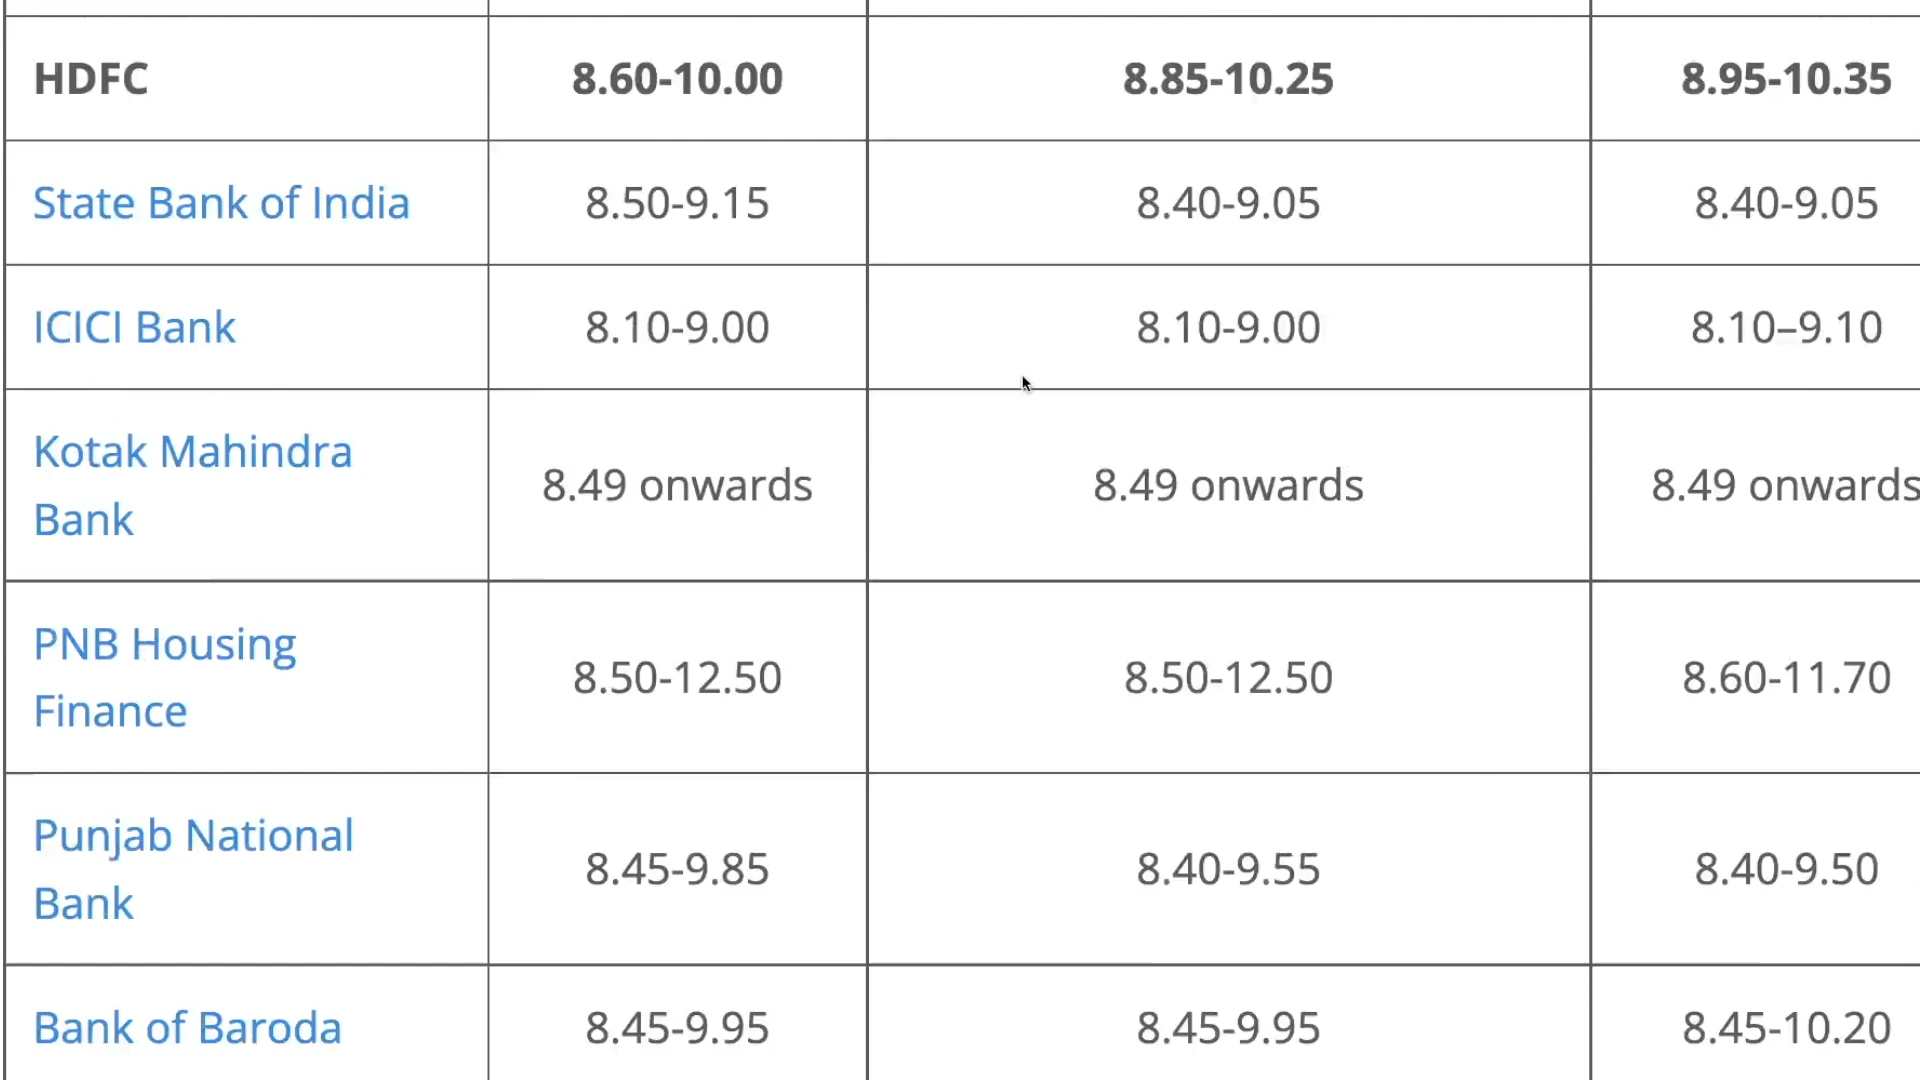 HDFC 8.60-10.00 8.85-10.25 8.95-10.35
State Bank of India 8.50-9.15 8.40-9.05 8.40-9.05
ICICI Bank 8.10-9.00 8.10-9.00 8.10–9.10
Kotak Mahindra
Bank 8.49 onwards 8.49 onwards 8.49 onwards
PNB Housing
Finance 8.50-12.50 8.50-12.50 8.60-11.70
Punjab National
Bank 8.45-9.85 8.40-9.55 8.40-9.50
Bank of Baroda 8.45-9.95 8.45-9.95 8.45-10.20